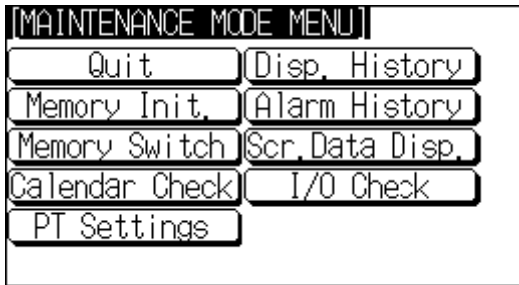 [MAINTENANCE MODE MENU]
Quit
Disp. History
Memory Init.
Alarm History
Memory Switch
Scr.Data Disp.
Calendar Check
I/O Check
PT Settings